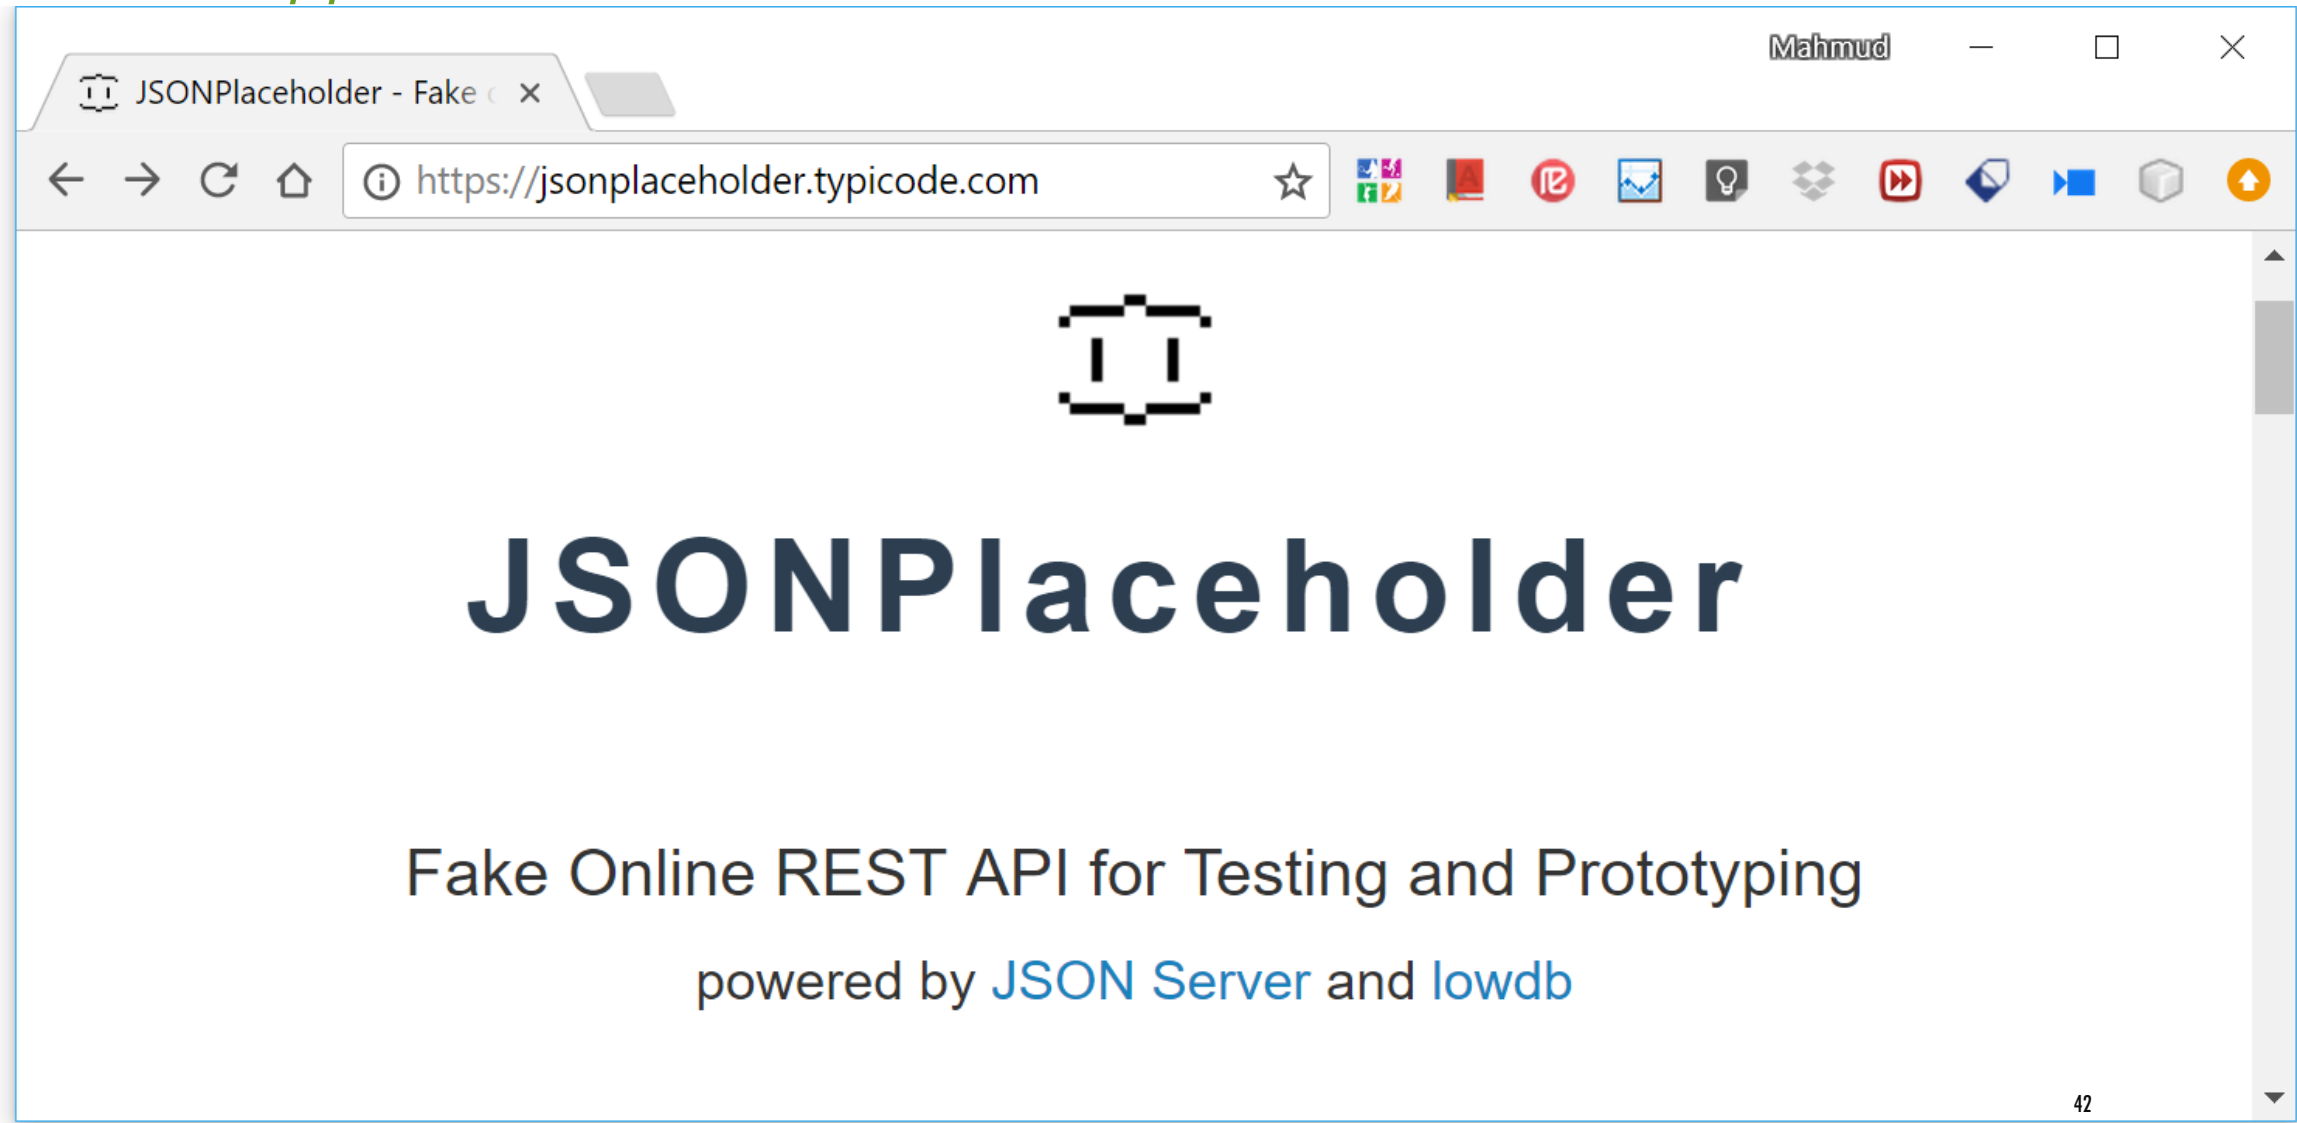 Mahmud
JSONPlaceholder - Fake
https://jsonplaceholder.typicode.com
JSONPlaceholder
Fake Online REST API for Testing and Prototyping
powered by JSON Server and lowdb
42